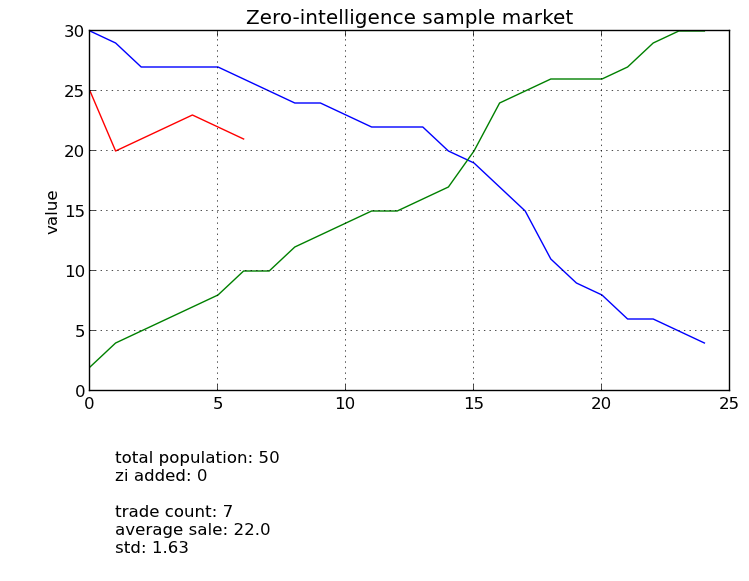 Zero-intelligence sample market
30
25
20
15
10
5
0
value
0 5 10 15 20 25
total population: 50
zi added: 0
trade count: 7
average sale: 22.0
std: 1.63